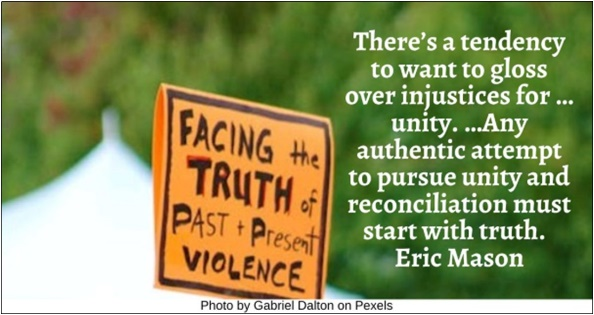 FACING the
TRUTH of
PAST + Present
VIOLENCE
There's a tendency
to want to gloss
over injustices for ...
unity. ...Any
authentic attempt
to pursue unity and
reconciliation must
start with truth.
Eric Mason
Photo by Gabriel Dalton on Pexels